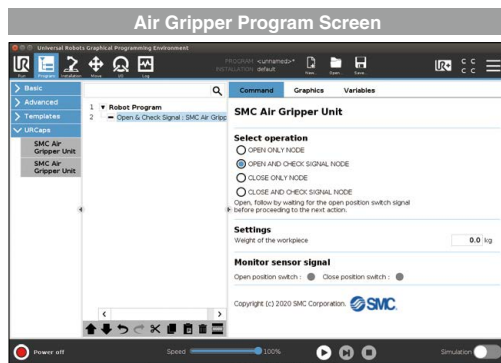 Air Gripper Program Screen
Universal Robots Graphical Programming Environment
PROGRAM <unnamed>*
INSTALLATION default
Run Program Installation Move I/O Log
New... Open... Save...
Basic
Advanced
Templates
URCaps
SMC Air
Gripper Unit
SMC Air
Gripper Unit
1 Robot Program
2 Open & Check Signal : SMC Air Gripp
Command Graphics Variables
SMC Air Gripper Unit
Select operation
OPEN ONLY NODE
OPEN AND CHECK SIGNAL NODE
CLOSE ONLY NODE
CLOSE AND CHECK SIGNAL NODE
Open, follow by waiting for the open position switch signal
before proceeding to the next action.
Settings
Weight of the workpiece 0.0 kg
Monitor sensor signal
Open position switch : Close position switch :
Copyright (c) 2020 SMC Corporation. SMC.
Power off Speed 100% Simulation